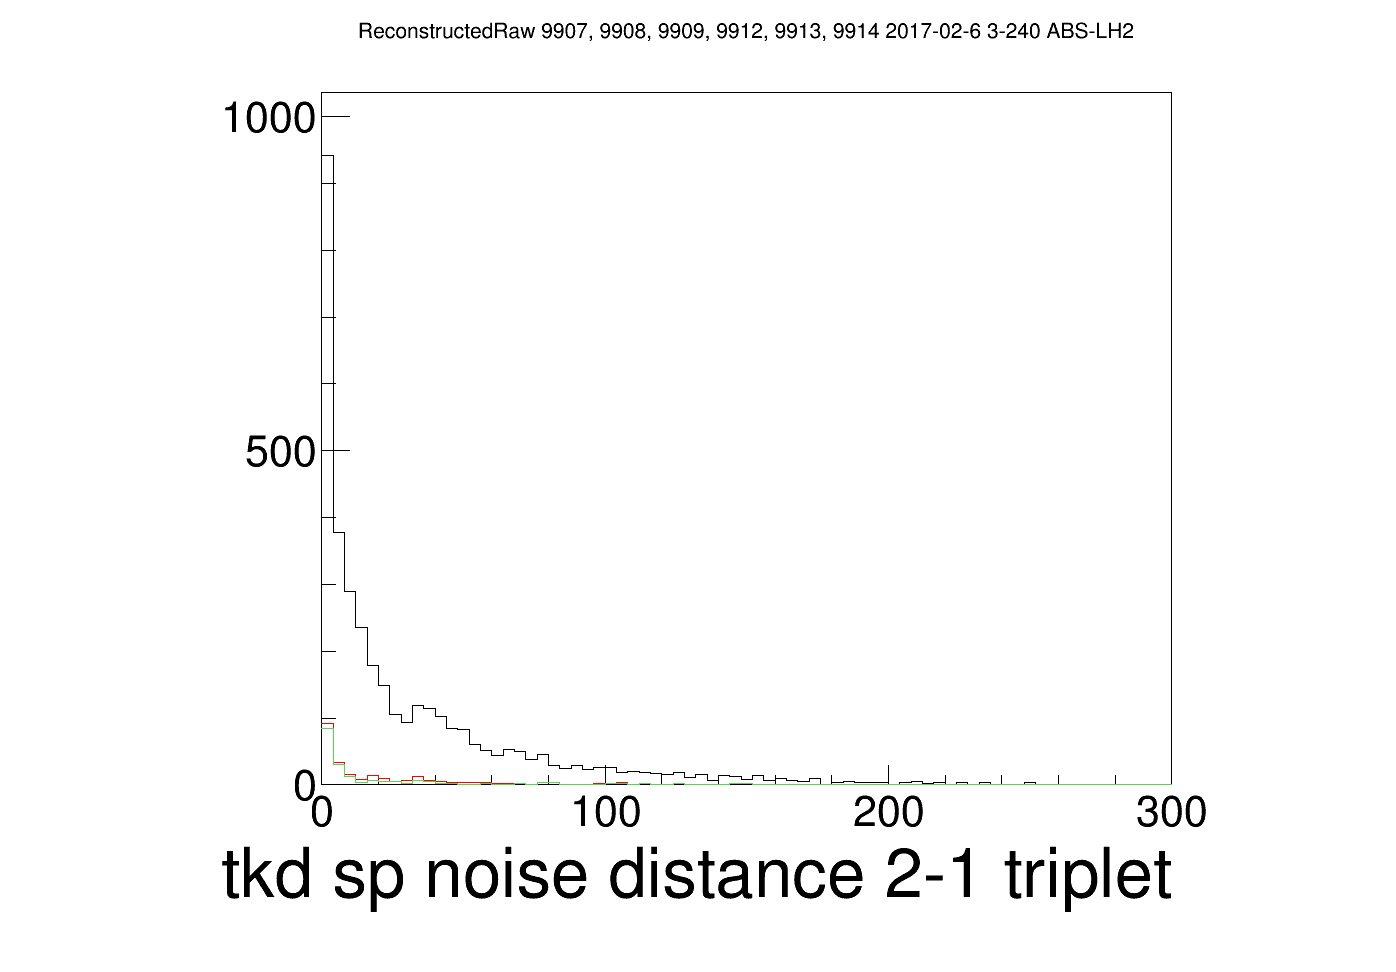 ReconstructedRaw 9907, 9908, 9909, 9912, 9913, 9914 2017-02-6 3-240 ABS-LH2
1000
500
0
0 100 200 300
tkd sp noise distance 2-1 triplet